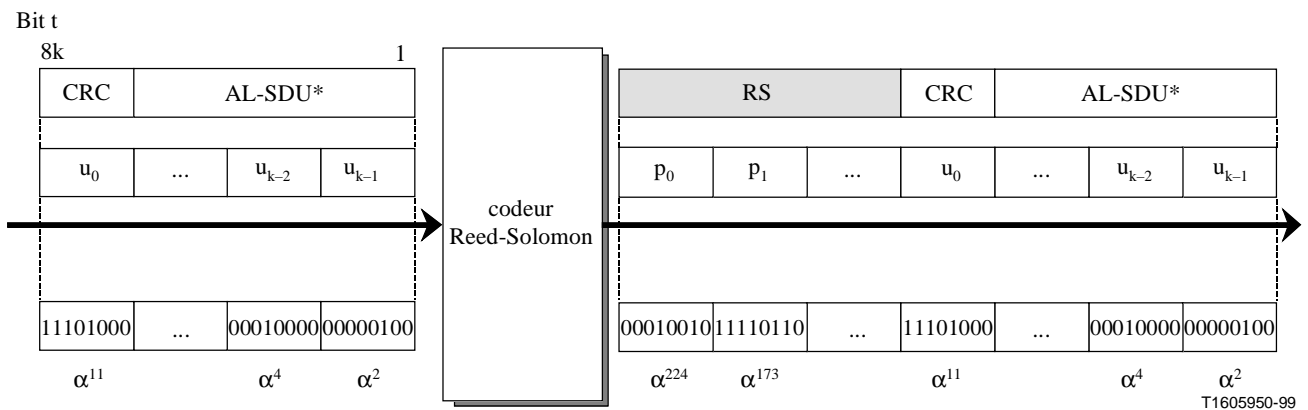 Bit t
8k 1
CRC AL-SDU* RS CRC AL-SDU*
u₀ ... uₖ₋₂ uₖ₋₁ p₀ p₁ ... u₀ ... uₖ₋₂ uₖ₋₁
codeur
Reed-Solomon
11101000 ... 00010000 00000100 00010010 11110110 ... 11101000 ... 00010000 00000100
α¹¹ α⁴ α² α²²⁴ α¹⁷³ α¹¹ α⁴ α²
T1605950-99